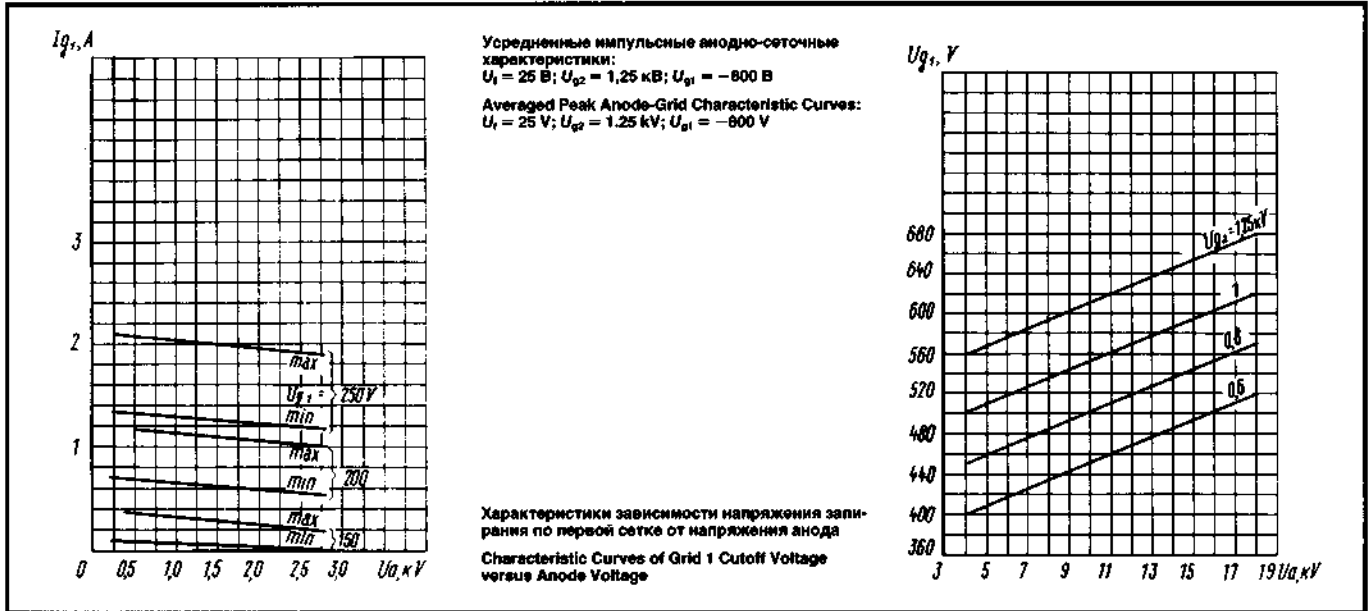 Ig₁, A
3
2
1
0 0,5 1,0 1,5 2,0 2,5 3,0 Ua, кV
max
Ug₁ = 250 V
min
max
200
min
max
150
min
Усредненные импульсные анодно-сеточные
характеристики:
Uf = 25 В; Ug2 = 1,25 кВ; Ug1 = −800 В
Averaged Peak Anode-Grid Characteristic Curves:
Uf = 25 V; Ug2 = 1.25 kV; Ug1 = −800 V
Характеристики зависимости напряжения запи-
рания по первой сетке от напряжения анода
Characteristic Curves of Grid 1 Cutoff Voltage
versus Anode Voltage
Ug₁, V
680
640
600
560
520
480
440
400
360
3 5 7 9 11 13 15 17 19 Ua, кV
Ug₂ = 1,25 кV
1
0,8
0,6